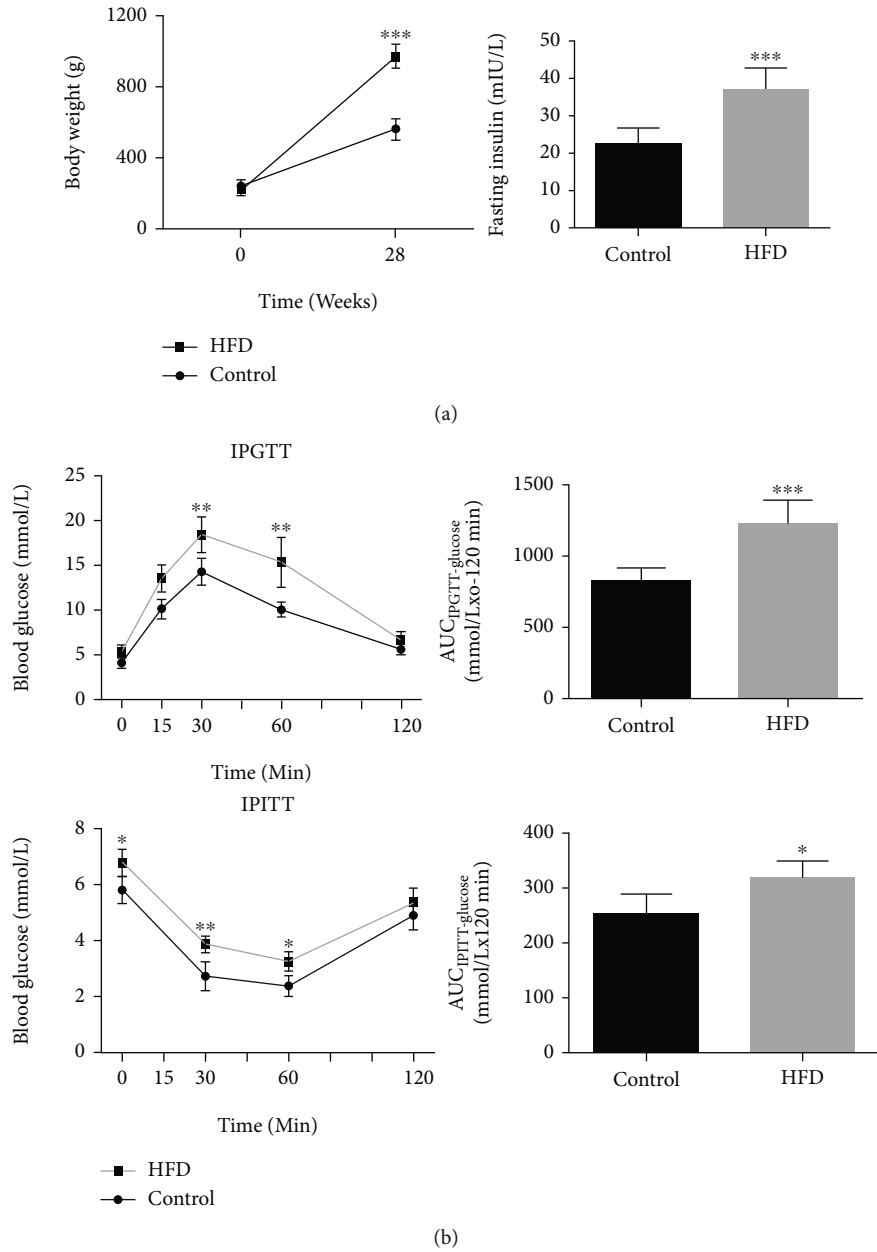 1200
800
400
0
Body weight (g)
***
0
28
Time (Weeks)
HFD
Control
50
40
30
20
10
0
Fasting insulin (mIU/L)
***
Control
HFD
(a)
IPGTT
25
20
15
10
5
0
Blood glucose (mmol/L)
**
**
0 15 30 60 120
Time (Min)
1500
1000
500
0
AUCIPGTT-glucose
(mmol/Lxo-120 min)
***
Control
HFD
IPITT
8
6
4
2
0
Blood glucose (mmol/L)
*
**
*
0 15 30 60 120
Time (Min)
HFD
Control
400
300
200
100
0
AUCIPITT-glucose
(mmol/Lx120 min)
*
Control
HFD
(b)